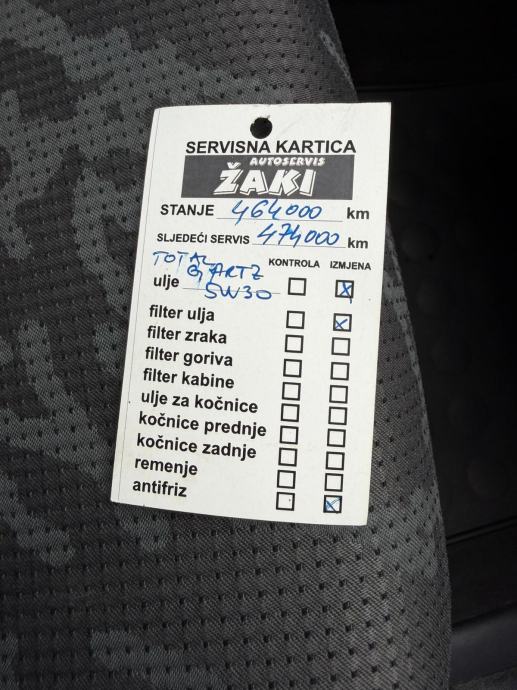 SERVISNA KARTICA
AUTOSERVIS
ŽAKI
STANJE 464000 km
SLJEDEĆI SERVIS 474000 km
KONTROLA IZMJENA
TOTAL
QUARTZ
ulje 5W30 ☐ ☒
filter ulja ☐ ☒
filter zraka ☐ ☐
filter goriva ☐ ☐
filter kabine ☐ ☐
ulje za kočnice ☐ ☐
kočnice prednje ☐ ☐
kočnice zadnje ☐ ☐
remenje ☐ ☐
antifriz ☐ ☒